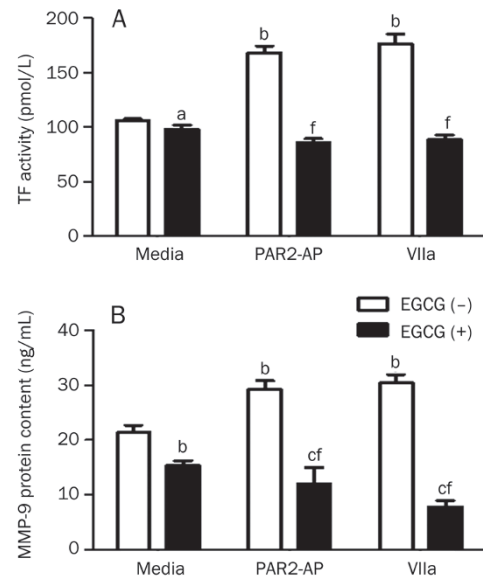 A
TF activity (pmol/L)
200
150
100
50
0
b
b
a
f
f
Media PAR2-AP VIIa
B
EGCG (–)
EGCG (+)
MMP-9 protein content (ng/mL)
40
30
20
10
0
b
b
b
cf
cf
Media PAR2-AP VIIa